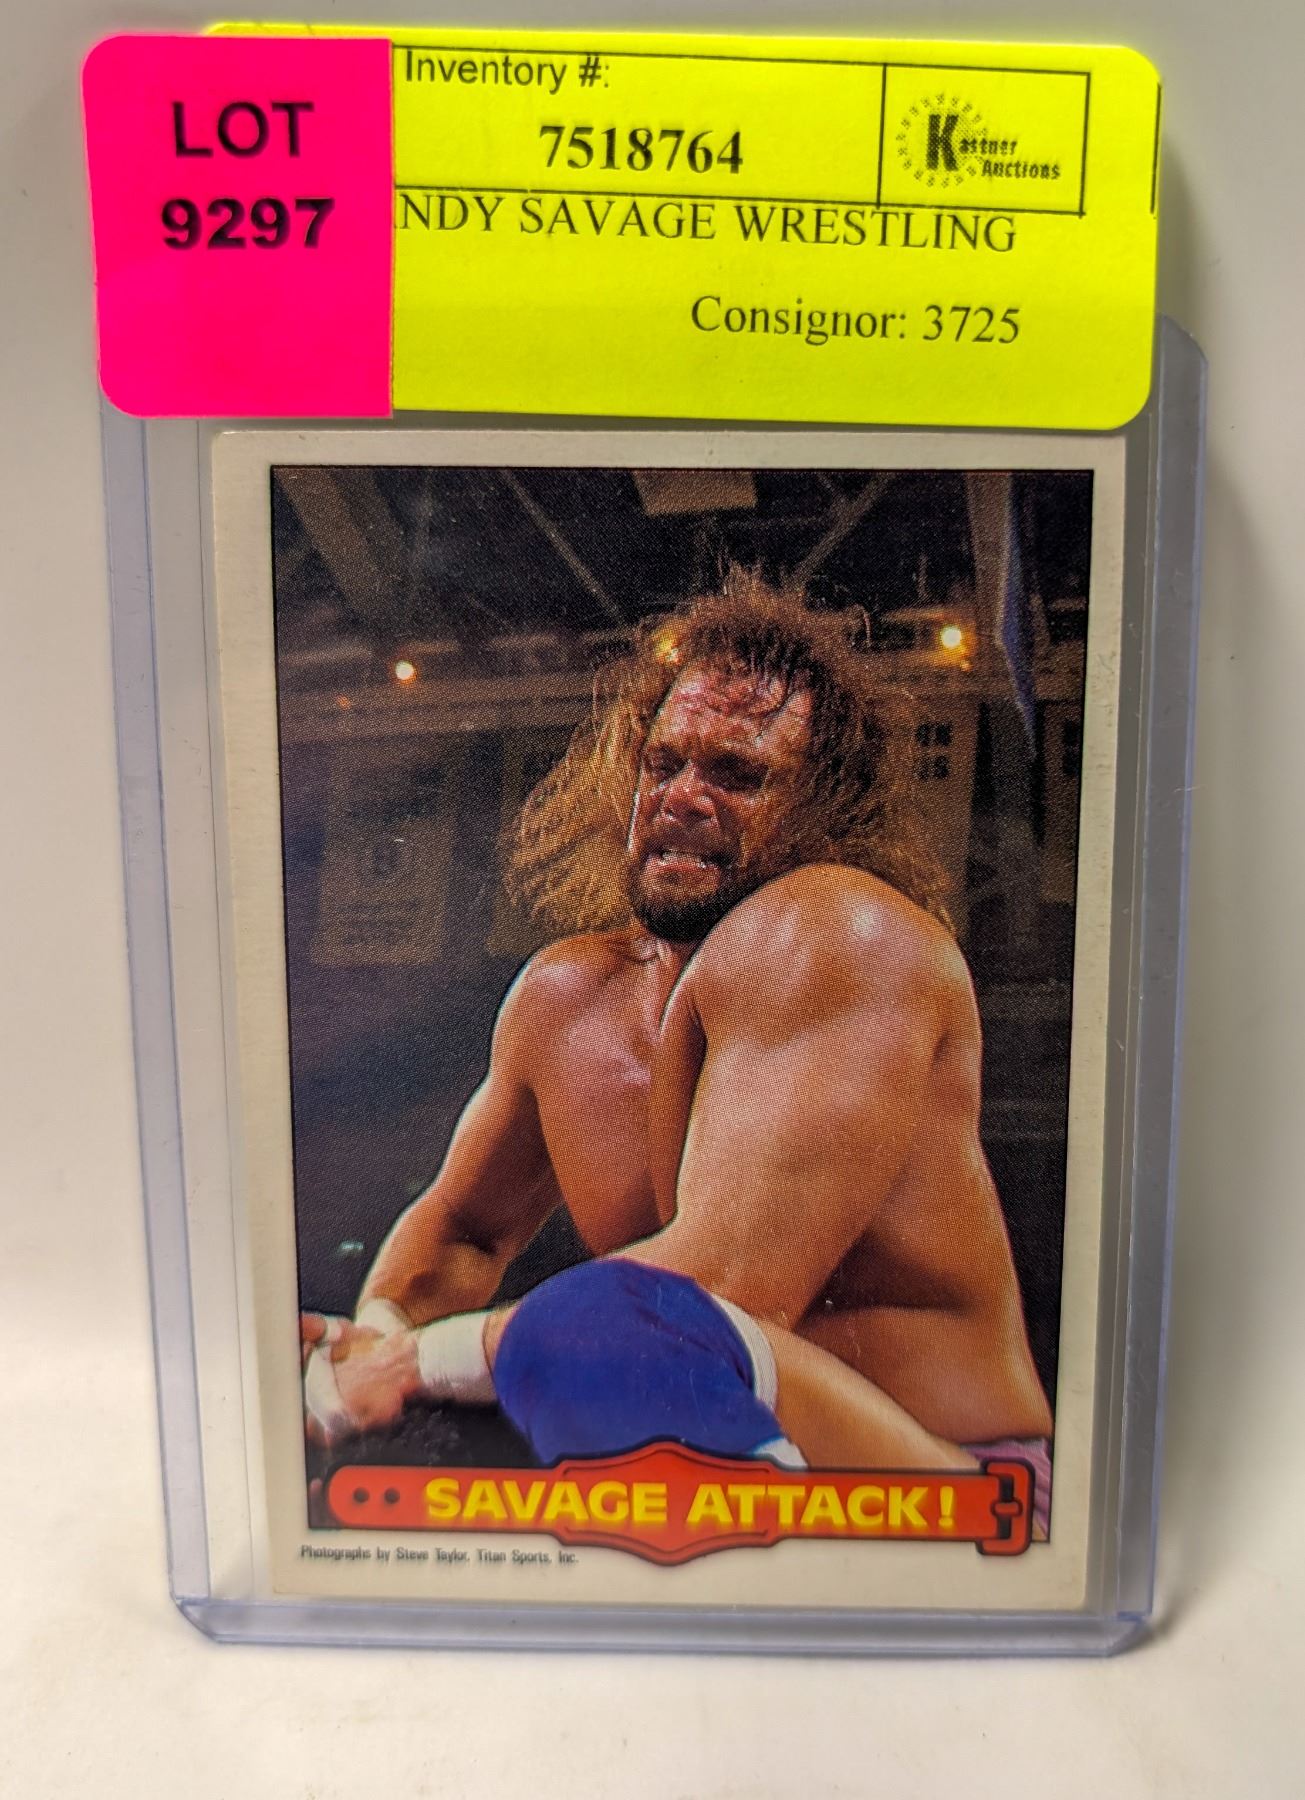 LOT
9297
Inventory #:
7518764
Kastner
Auctions
NDY SAVAGE WRESTLING
Consignor: 3725
SAVAGE ATTACK!
Photographs by Steve Taylor, Titan Sports, Inc.